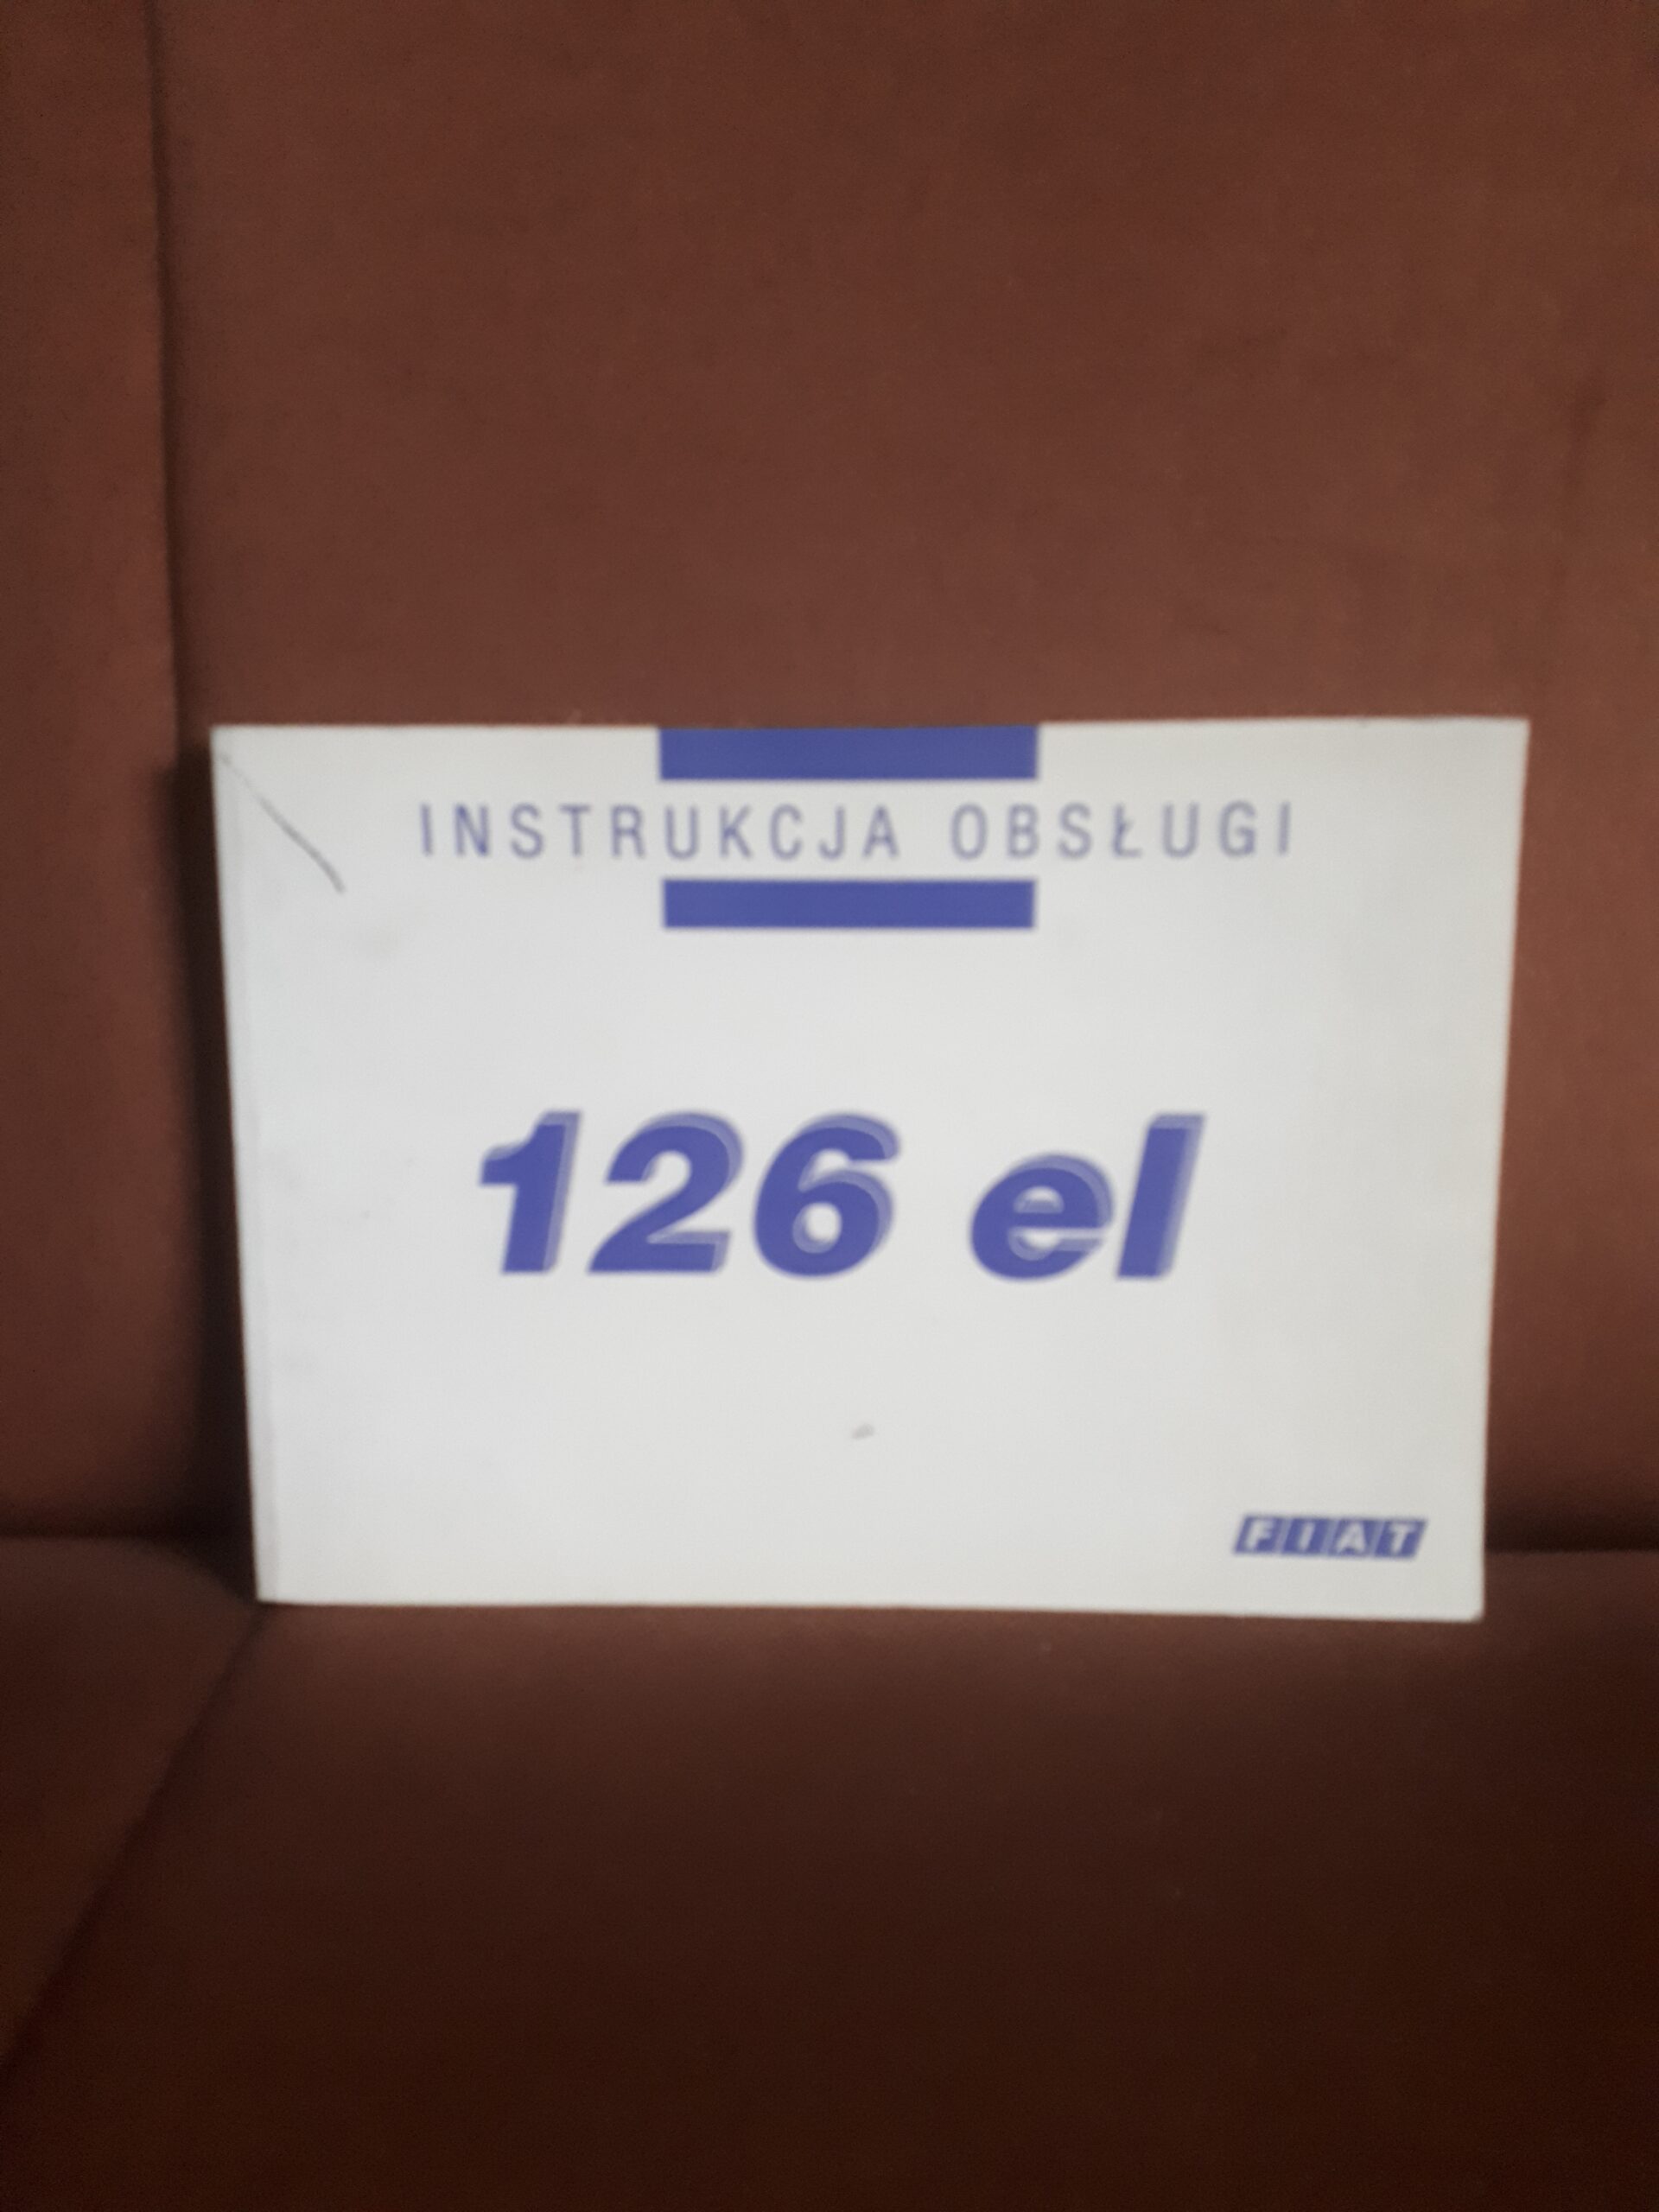 INSTRUKCJA OBSŁUGI
126 el
FIAT